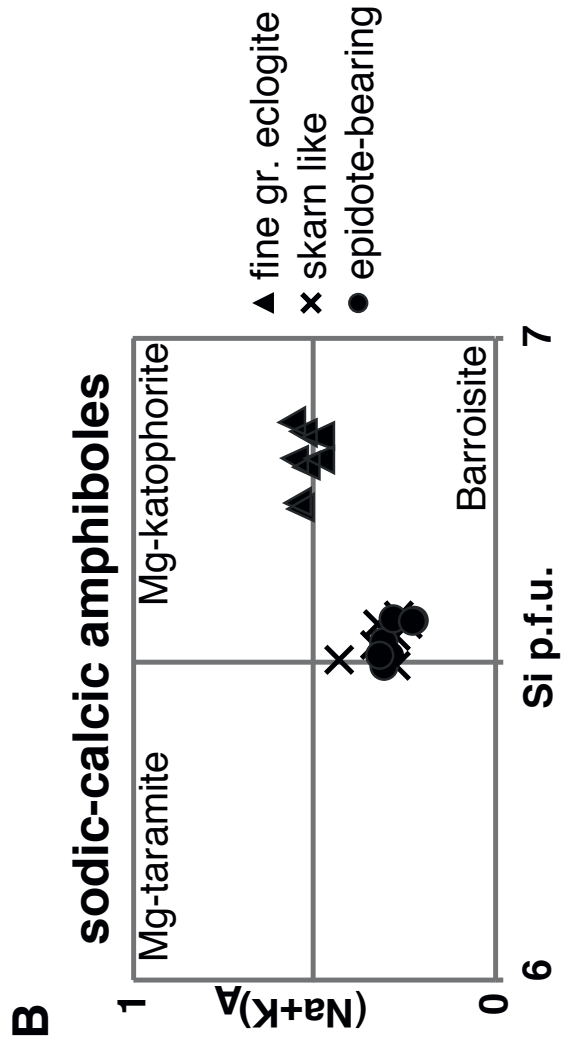 B
sodic-calcic amphiboles
1
Mg-taramite
Mg-katophorite
(Na+K)A
Barroisite
0
6
Si p.f.u.
7
fine gr. eclogite
skarn like
epidote-bearing